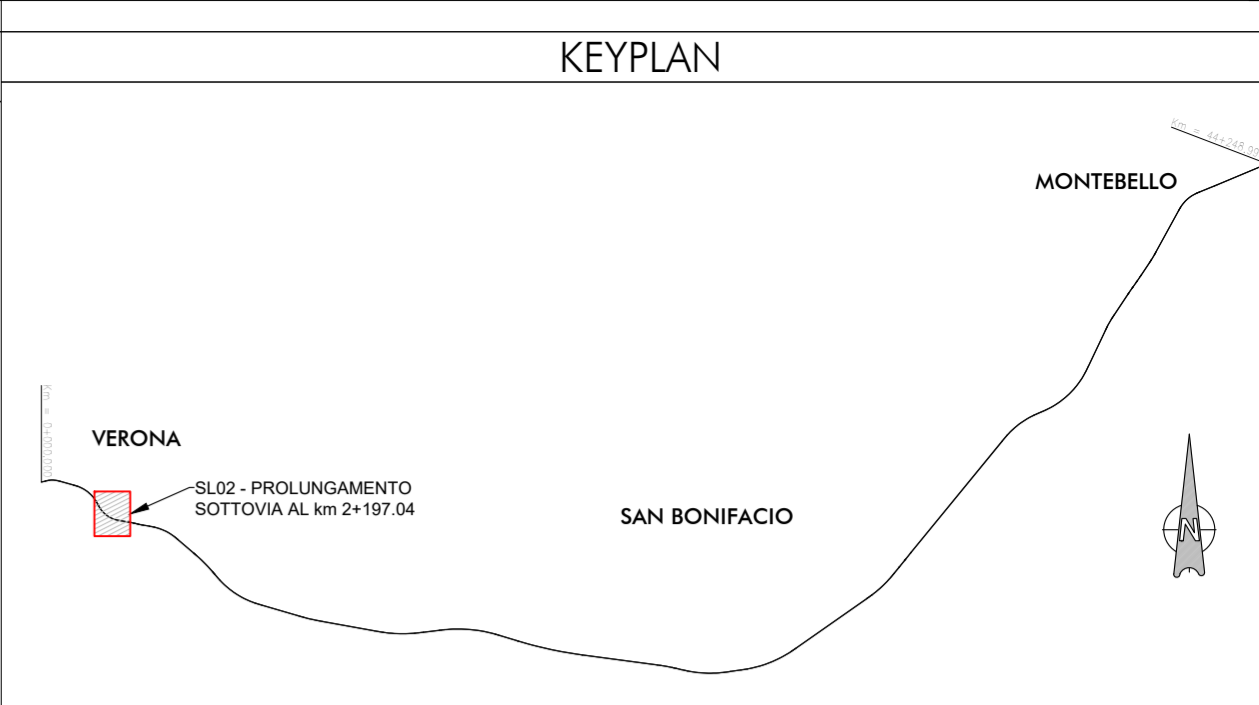 KEYPLAN
Km = 44+248.99
MONTEBELLO
Km = 0+000.000
VERONA
SL02 - PROLUNGAMENTO
SOTTOVIA AL km 2+197.04
SAN BONIFACIO
N